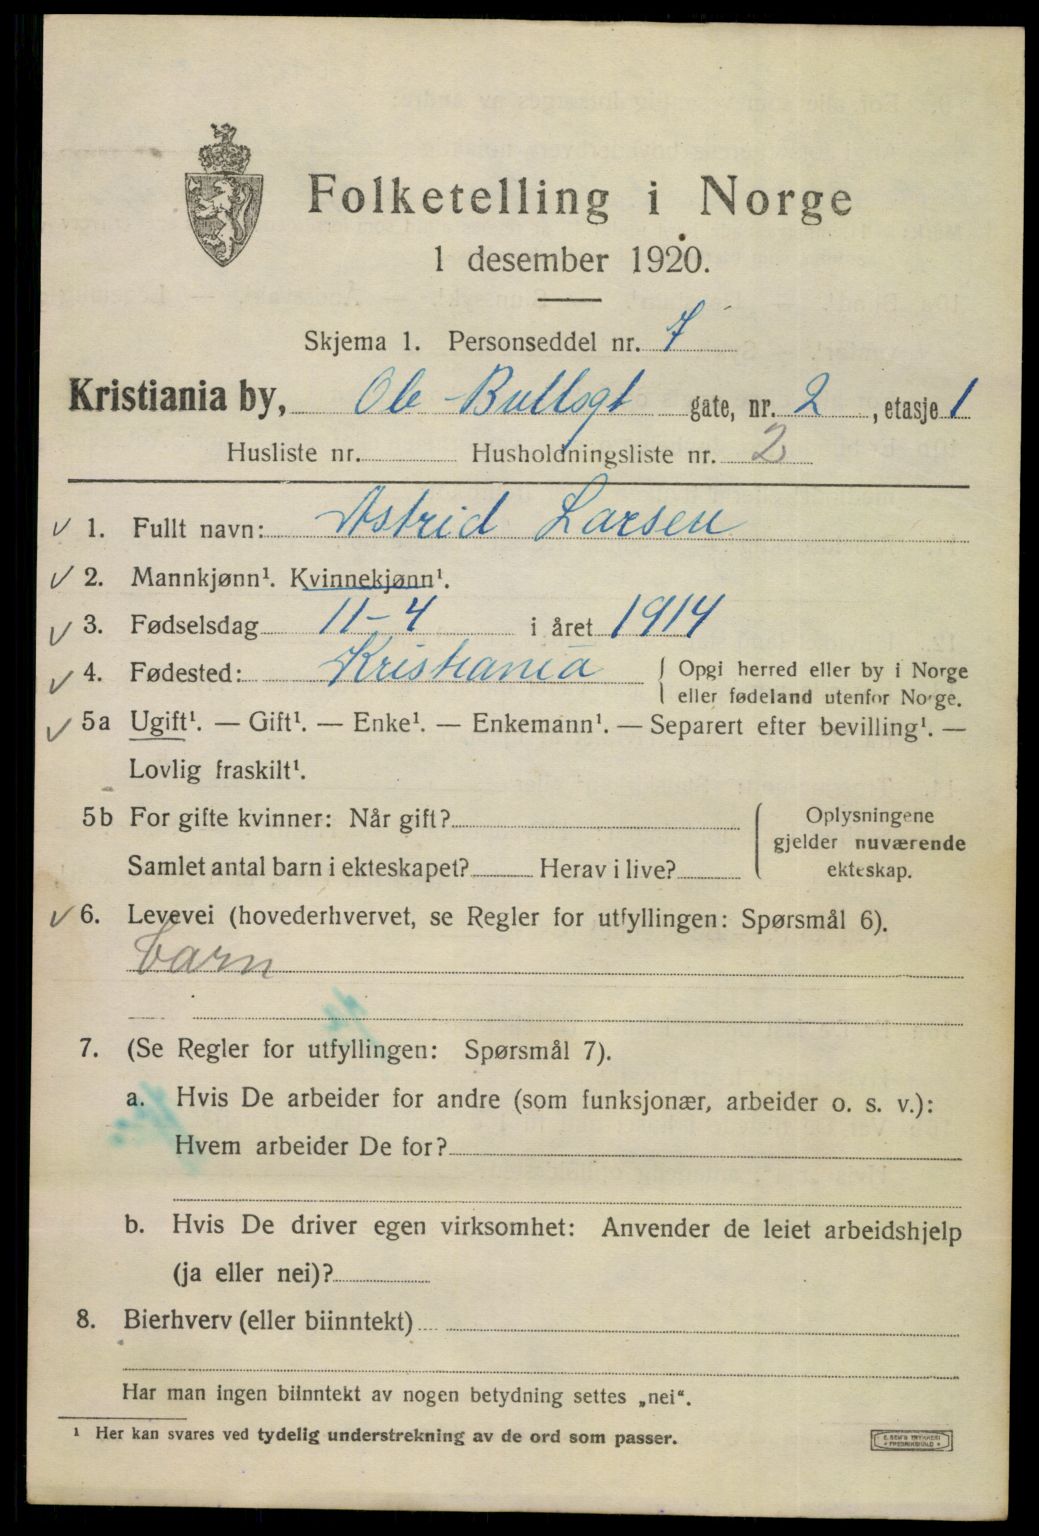 Folketelling i Norge
1 desember 1920.
Skjema 1. Personseddel nr. 7
Kristiania by, Ole Bullsgt gate, nr. 2, etasje 1
Husliste nr. Husholdningsliste nr. 2
1. Fullt navn: Astrid Larsen
2. Mannkjønn¹. Kvinnekjønn¹.
3. Fødselsdag 11-4 i året 1914
4. Fødested: Kristiania { Opgi herred eller by i Norge
eller fødeland utenfor Norge.
5a Ugift¹. — Gift¹. — Enke¹. — Enkemann¹. — Separert efter bevilling¹. —
Lovlig fraskilt¹.
5b For gifte kvinner: Når gift? { Oplysningene
gjelder nuværende
Samlet antal barn i ekteskapet? Herav i live? ekteskap.
6. Levevei (hovederhvervet, se Regler for utfyllingen: Spørsmål 6).
barn
7. (Se Regler for utfyllingen: Spørsmål 7).
a. Hvis De arbeider for andre (som funksjonær, arbeider o. s. v.):
Hvem arbeider De for?
b. Hvis De driver egen virksomhet: Anvender de leiet arbeidshjelp
(ja eller nei)?
8. Bierhverv (eller biinntekt)
Har man ingen biinntekt av nogen betydning settes „nei“.
¹ Her kan svares ved tydelig understrekning av de ord som passer.